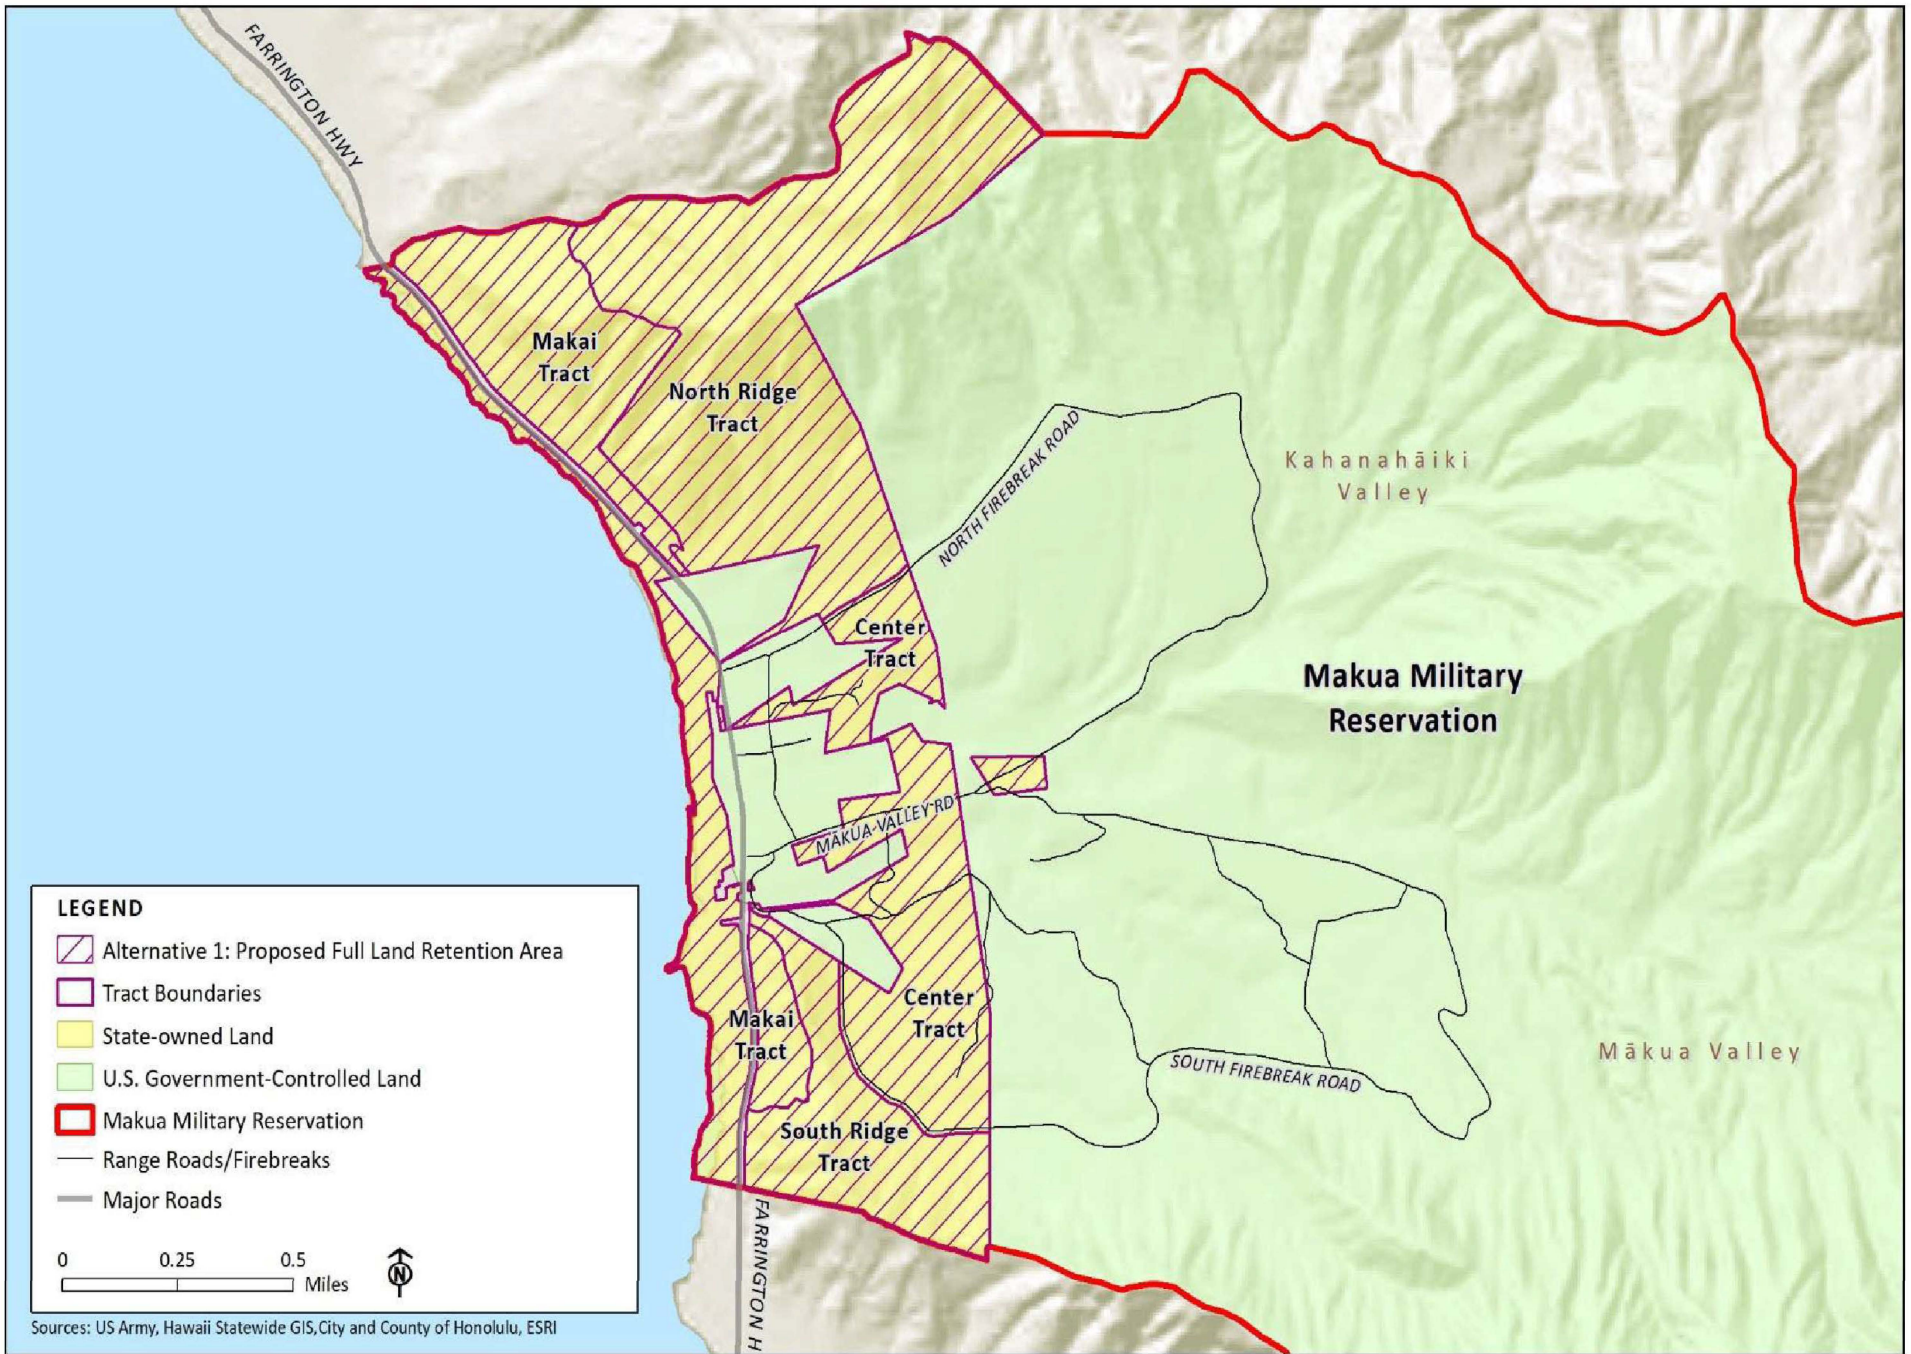 FARRINGTON HWY
Makai
Tract
North Ridge
Tract
NORTH FIREBREAK ROAD
Kahanahāiki
Valley
Center
Tract
Makua Military
Reservation
MĀKUA VALLEY RD
Center
Tract
Makai
Tract
Mākua Valley
SOUTH FIREBREAK ROAD
South Ridge
Tract
FARRINGTON H
LEGEND
Alternative 1: Proposed Full Land Retention Area
Tract Boundaries
State-owned Land
U.S. Government-Controlled Land
Makua Military Reservation
Range Roads/Firebreaks
Major Roads
0 0.25 0.5
Miles
N
Sources: US Army, Hawaii Statewide GIS,City and County of Honolulu, ESRI